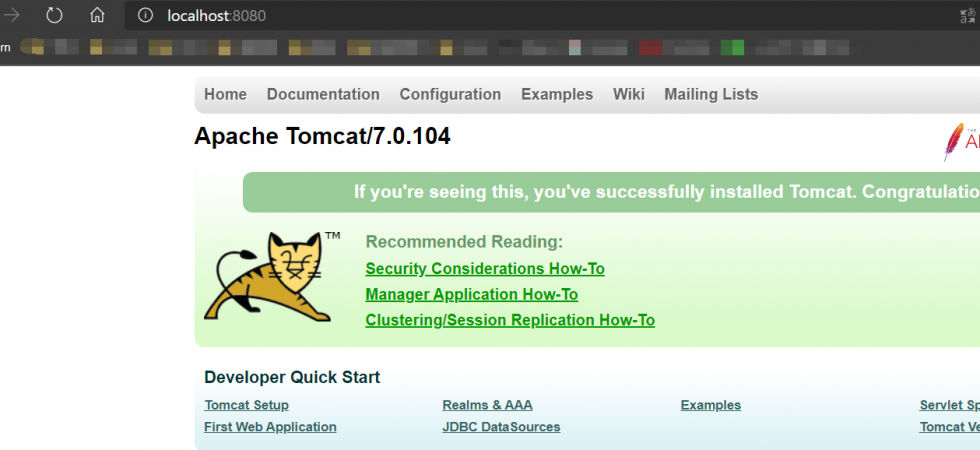 localhost:8080
Home Documentation Configuration Examples Wiki Mailing Lists
Apache Tomcat/7.0.104
If you're seeing this, you've successfully installed Tomcat. Congratulatio
TM
Recommended Reading:
Security Considerations How-To
Manager Application How-To
Clustering/Session Replication How-To
Developer Quick Start
Tomcat Setup Realms & AAA Examples Servlet Sp
First Web Application JDBC DataSources Tomcat Ve